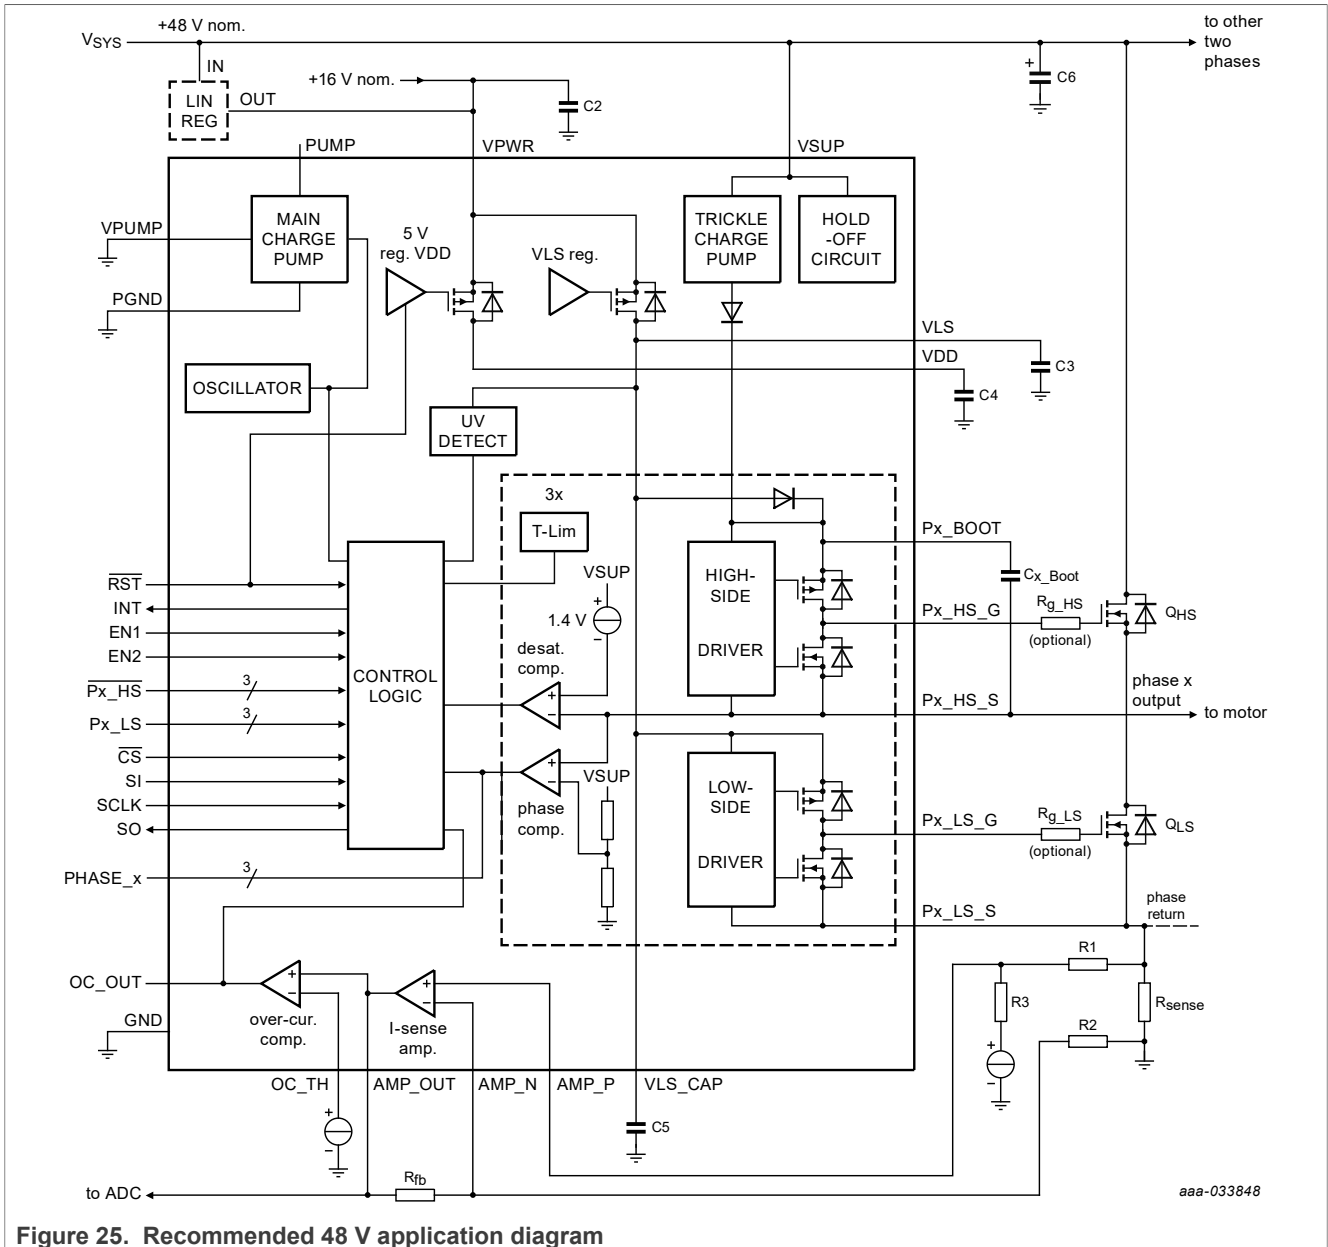 +48 V nom.
VSYS
to other
two
phases
IN
+16 V nom.
C6
LIN
REG
OUT
C2
PUMP
VPWR
VSUP
MAIN
CHARGE
PUMP
TRICKLE
CHARGE
PUMP
HOLD
-OFF
CIRCUIT
VPUMP
5 V
reg. VDD
VLS reg.
PGND
VLS
VDD
C3
C4
OSCILLATOR
UV
DETECT
3x
T-Lim
Px_BOOT
VSUP
+
1.4 V
−
HIGH-
SIDE
DRIVER
Cx_Boot
RST
INT
EN1
EN2
Px_HS
3
Px_LS
3
CS
SI
SCLK
SO
CONTROL
LOGIC
desat.
comp.
+
−
Px_HS_G
Rg_HS
(optional)
QHS
Px_HS_S
phase x
output
to motor
+
−
VSUP
phase
comp.
LOW-
SIDE
DRIVER
Px_LS_G
Rg_LS
(optional)
QLS
PHASE_x
3
Px_LS_S
phase
return
R1
OC_OUT
+
−
over-cur.
comp.
+
−
I-sense
amp.
R3
Rsense
GND
R2
+
−
OC_TH
AMP_OUT
AMP_N
AMP_P
VLS_CAP
+
−
C5
Rfb
to ADC
aaa-033848
Figure 25. Recommended 48 V application diagram